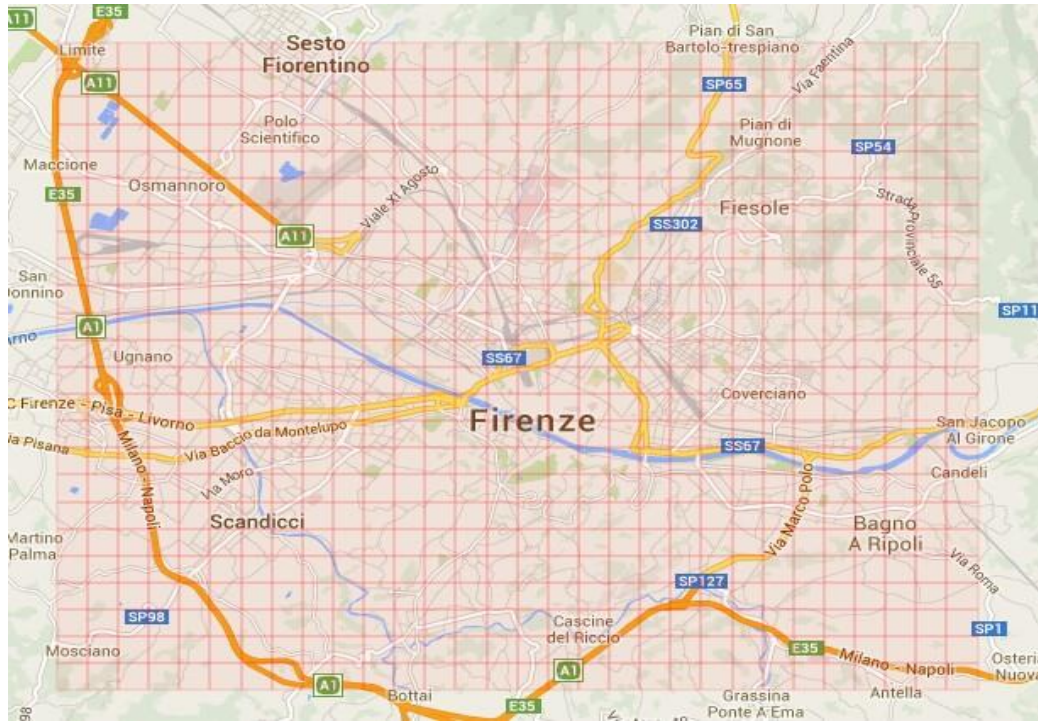 A11
E35
Limite
Sesto
Fiorentino
Pian di San
Bartolo-trespiano
Via Faentina
A11
SP65
Polo
Scientifico
Pian di
Mugnone
SP54
Maccione
Osmannoro
E35
Viale XI Agosto
Fiesole
Strada Provinciale 55
SS302
A11
San
Donnino
SP11
A1
Ugnano
SS67
Coverciano
C Firenze - Pisa - Livorno
Firenze
San Jacopo
Al Girone
Via Baccio da Montelupo
Pisana
SS67
Candeli
Via Moro
Milano - Napoli
Via Marco Polo
Scandicci
Bagno
A Ripoli
Martino
Palma
Via Roma
SP127
SP98
Cascine
del Riccio
SP1
Mosciano
E35
A1
Milano - Napoli
Osteria
Nuova
A1
Bottai
E35
Grassina
Ponte A Ema
Antella
98